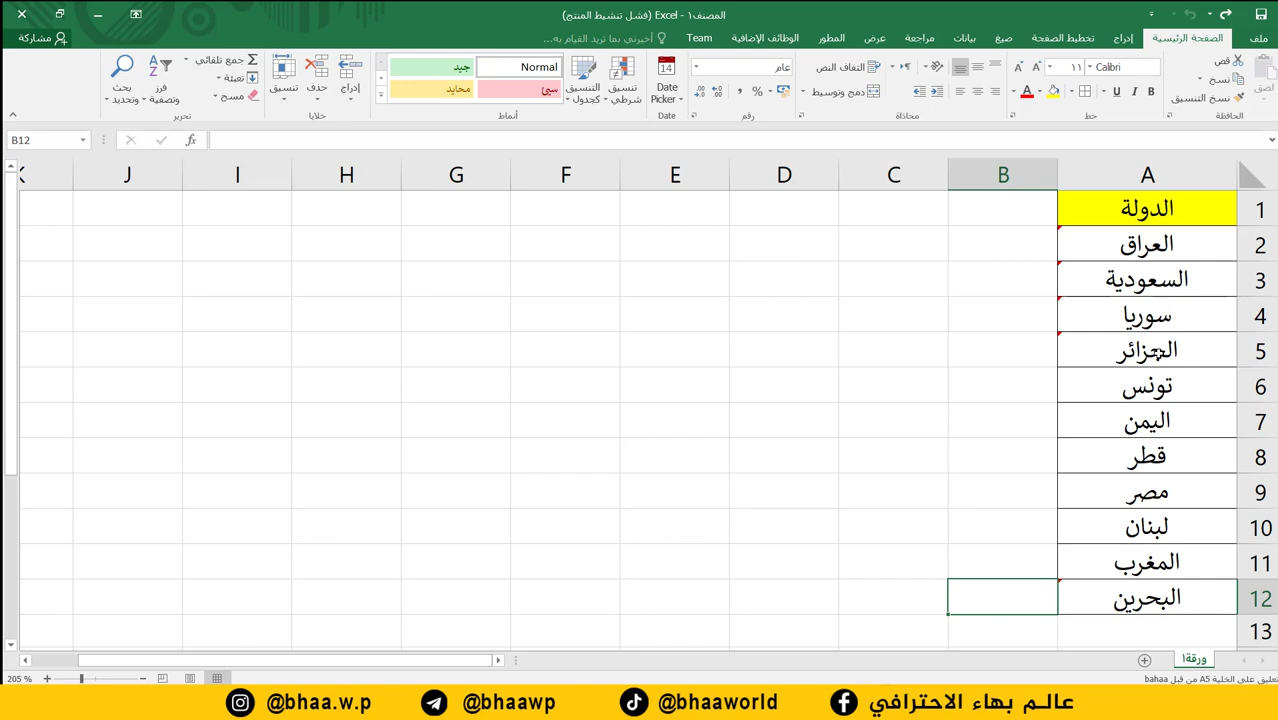 المصنف١ - Excel (فشل تنشيط المنتج)
ملف الصفحة الرئيسية إدراج تخطيط الصفحة صيغ بيانات مراجعة عرض المطور الوظائف الإضافية Team أخبرني بما تريد القيام به... مشاركة
لصق
قص
نسخ
نسخ التنسيق
الحافظة
Calibri ١١
B I U
خط
التفاف النص
دمج وتوسيط
محاذاة
عام
% ,
رقم
14
Date Picker
Date
تنسيق شرطي
التنسيق كجدول
Normal جيد
سيئ محايد
أنماط
إدراج
حذف
تنسيق
خلايا
جمع تلقائي
تعبئة
مسح
فرز وتصفية
بحث وتحديد
تحرير
B12 fx
A B C D E F G H I J K
1 الدولة
2 العراق
3 السعودية
4 سوريا
5 الجزائر
6 تونس
7 اليمن
8 قطر
9 مصر
10 لبنان
11 المغرب
12 البحرين
13
ورقة١
تعليق على الخلية A5 من قبل bahaa
205 %
عالم بهاء الاحترافي @bhaaworld @bhaawp @bhaa.w.p